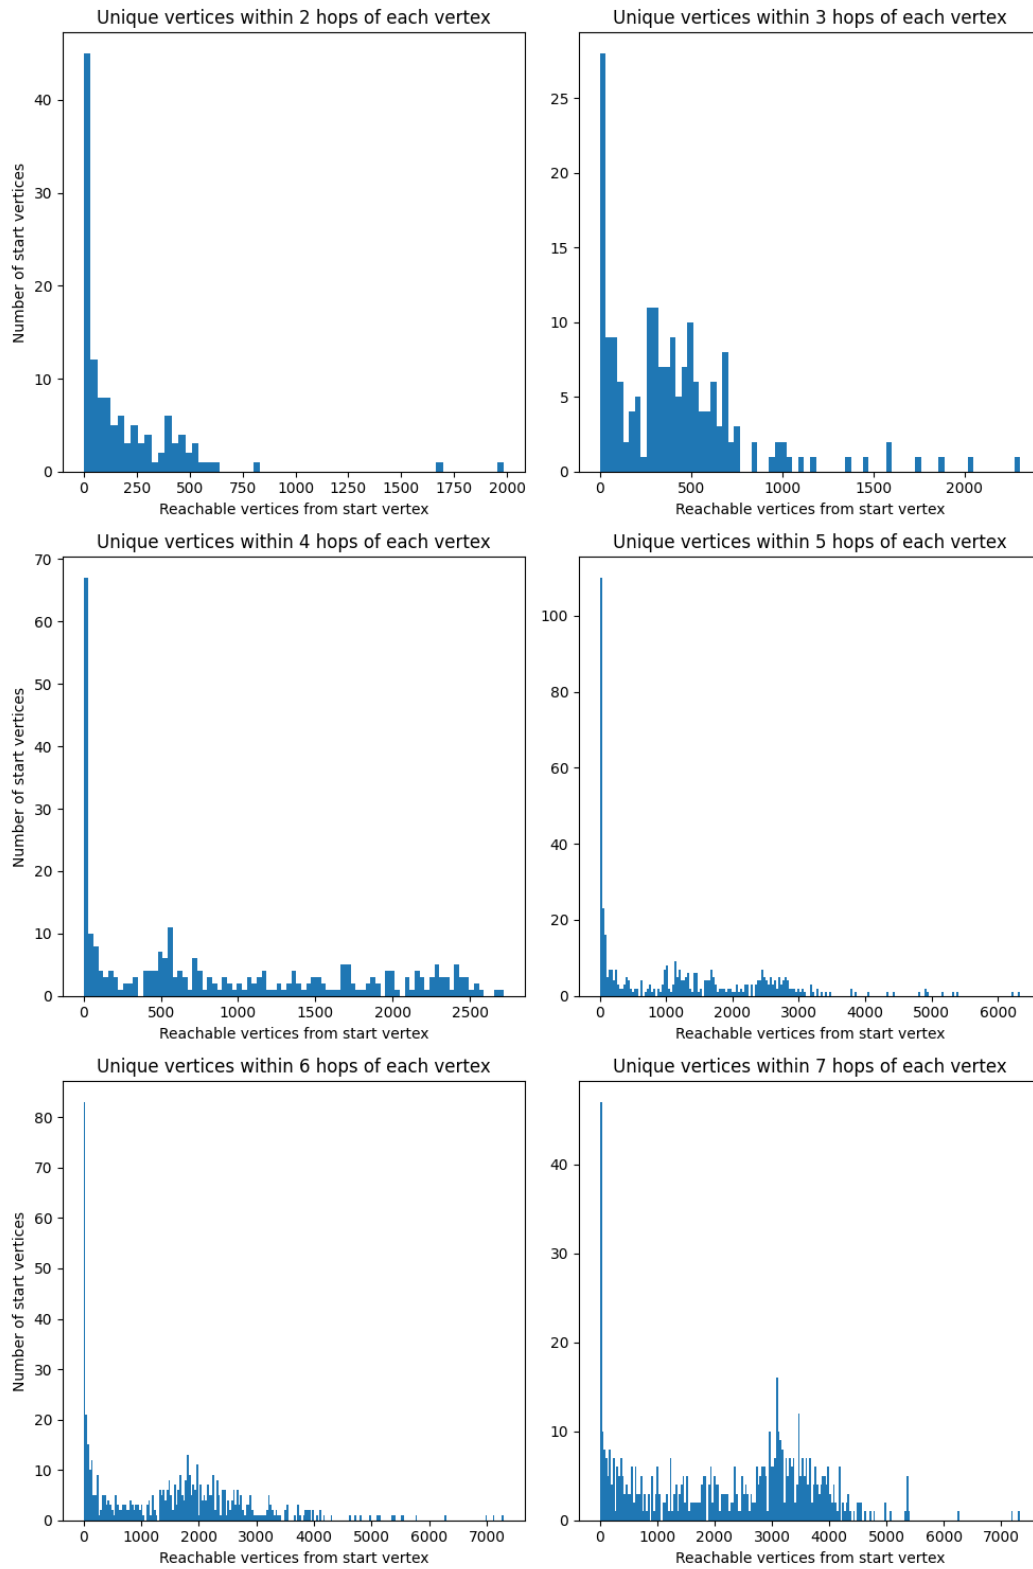 Unique vertices within 2 hops of each vertex
Number of start vertices
40
30
20
10
0
0 250 500 750 1000 1250 1500 1750 2000
Reachable vertices from start vertex
Unique vertices within 3 hops of each vertex
25
20
15
10
5
0
0 500 1000 1500 2000
Reachable vertices from start vertex
Unique vertices within 4 hops of each vertex
Number of start vertices
70
60
50
40
30
20
10
0
0 500 1000 1500 2000 2500
Reachable vertices from start vertex
Unique vertices within 5 hops of each vertex
100
80
60
40
20
0
0 1000 2000 3000 4000 5000 6000
Reachable vertices from start vertex
Unique vertices within 6 hops of each vertex
Number of start vertices
80
70
60
50
40
30
20
10
0
0 1000 2000 3000 4000 5000 6000 7000
Reachable vertices from start vertex
Unique vertices within 7 hops of each vertex
40
30
20
10
0
0 1000 2000 3000 4000 5000 6000 7000
Reachable vertices from start vertex